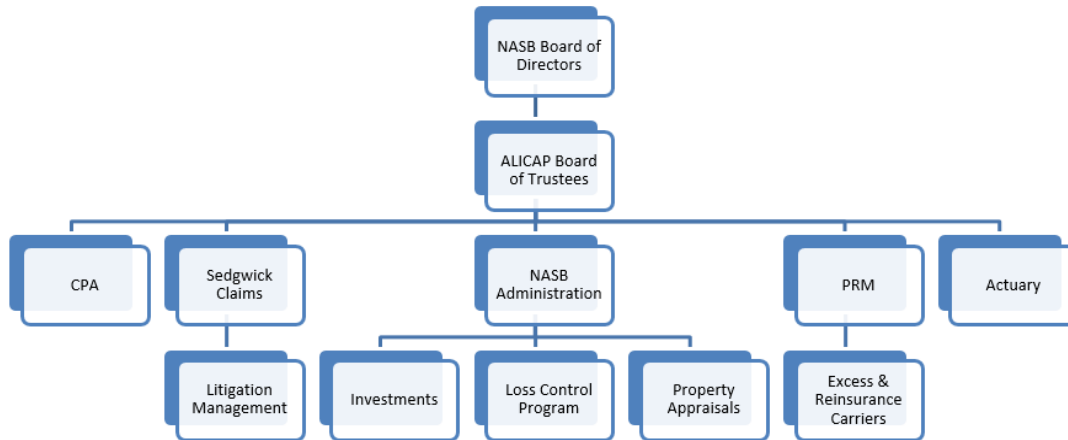 NASB Board of
Directors
ALICAP Board
of Trustees
CPA
Sedgwick
Claims
NASB
Administration
PRM
Actuary
Litigation
Management
Investments
Loss Control
Program
Property
Appraisals
Excess &
Reinsurance
Carriers